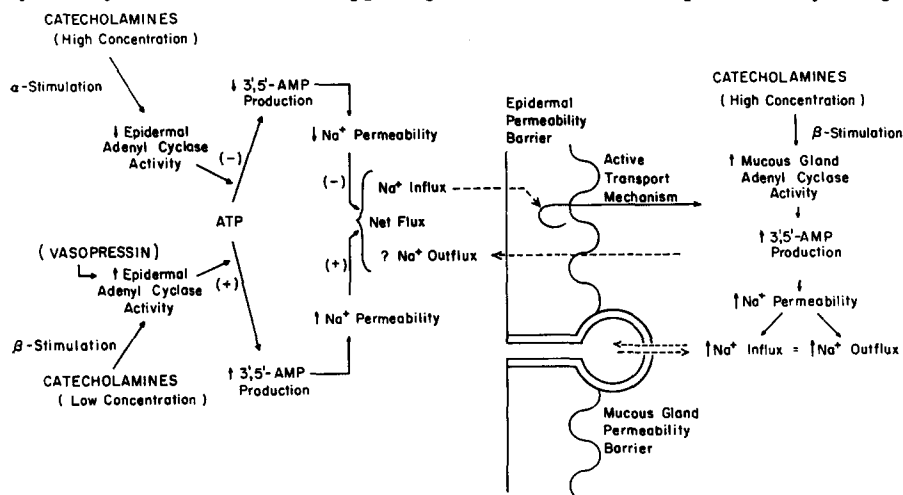 CATECHOLAMINES
( High Concentration )
α-Stimulation
↓ Epidermal
Adenyl Cyclase
Activity
(-)
↓ 3',5'-AMP
Production
↓ Na⁺ Permeability
(-)
Na⁺ Influx
Net Flux
? Na⁺ Outflux
(+)
↑ Na⁺ Permeability
ATP
( VASOPRESSIN )
↑ Epidermal
Adenyl Cyclase
Activity
(+)
β-Stimulation
CATECHOLAMINES
( Low Concentration )
↑ 3',5'-AMP
Production
Epidermal
Permeability
Barrier
Active
Transport
Mechanism
Mucous Gland
Permeability
Barrier
CATECHOLAMINES
(High Concentration)
β-Stimulation
↑ Mucous Gland
Adenyl Cyclase
Activity
↑ 3',5'-AMP
Production
↑Na⁺ Permeability
↑Na⁺ Influx = ↑Na⁺ Outflux